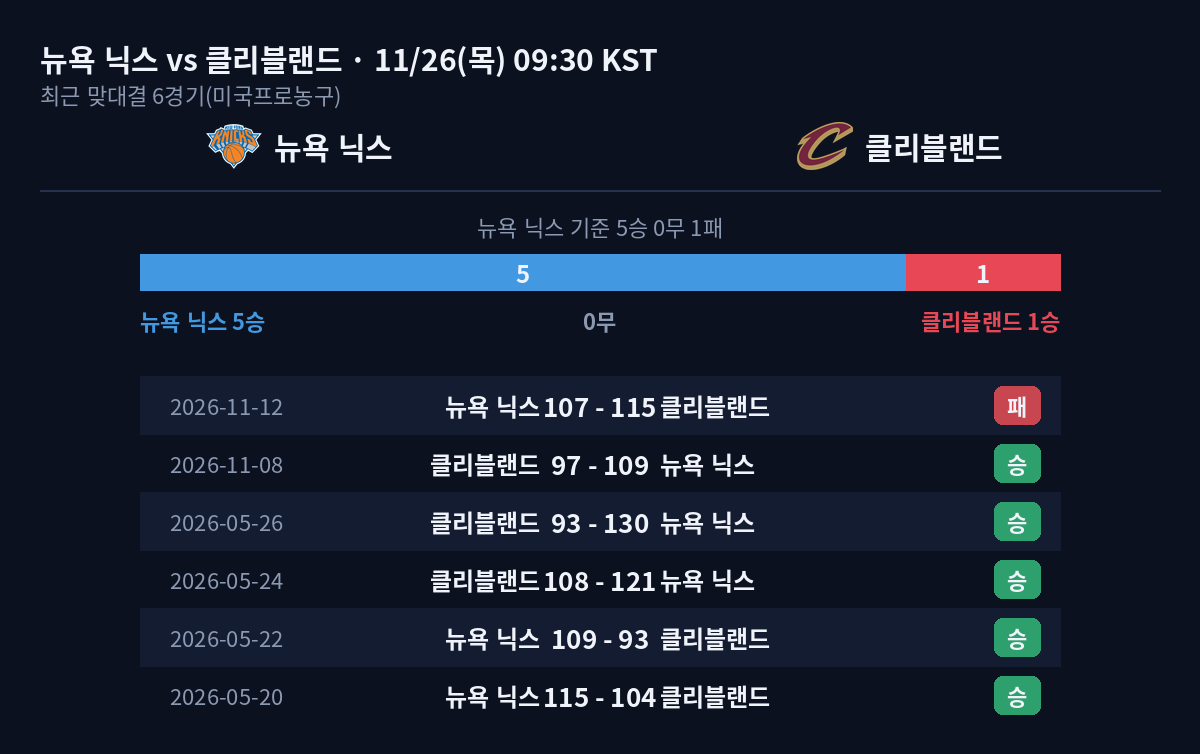 뉴욕 닉스 vs 클리블랜드 · 11/26(목) 09:30 KST
최근 맞대결 6경기(미국프로농구)
KNICKS 뉴욕 닉스 클리블랜드
뉴욕 닉스 기준 5승 0무 1패
5 1
뉴욕 닉스 5승 0무 클리블랜드 1승
2026-11-12 뉴욕 닉스 107 - 115 클리블랜드 패
2026-11-08 클리블랜드 97 - 109 뉴욕 닉스 승
2026-05-26 클리블랜드 93 - 130 뉴욕 닉스 승
2026-05-24 클리블랜드 108 - 121 뉴욕 닉스 승
2026-05-22 뉴욕 닉스 109 - 93 클리블랜드 승
2026-05-20 뉴욕 닉스 115 - 104 클리블랜드 승